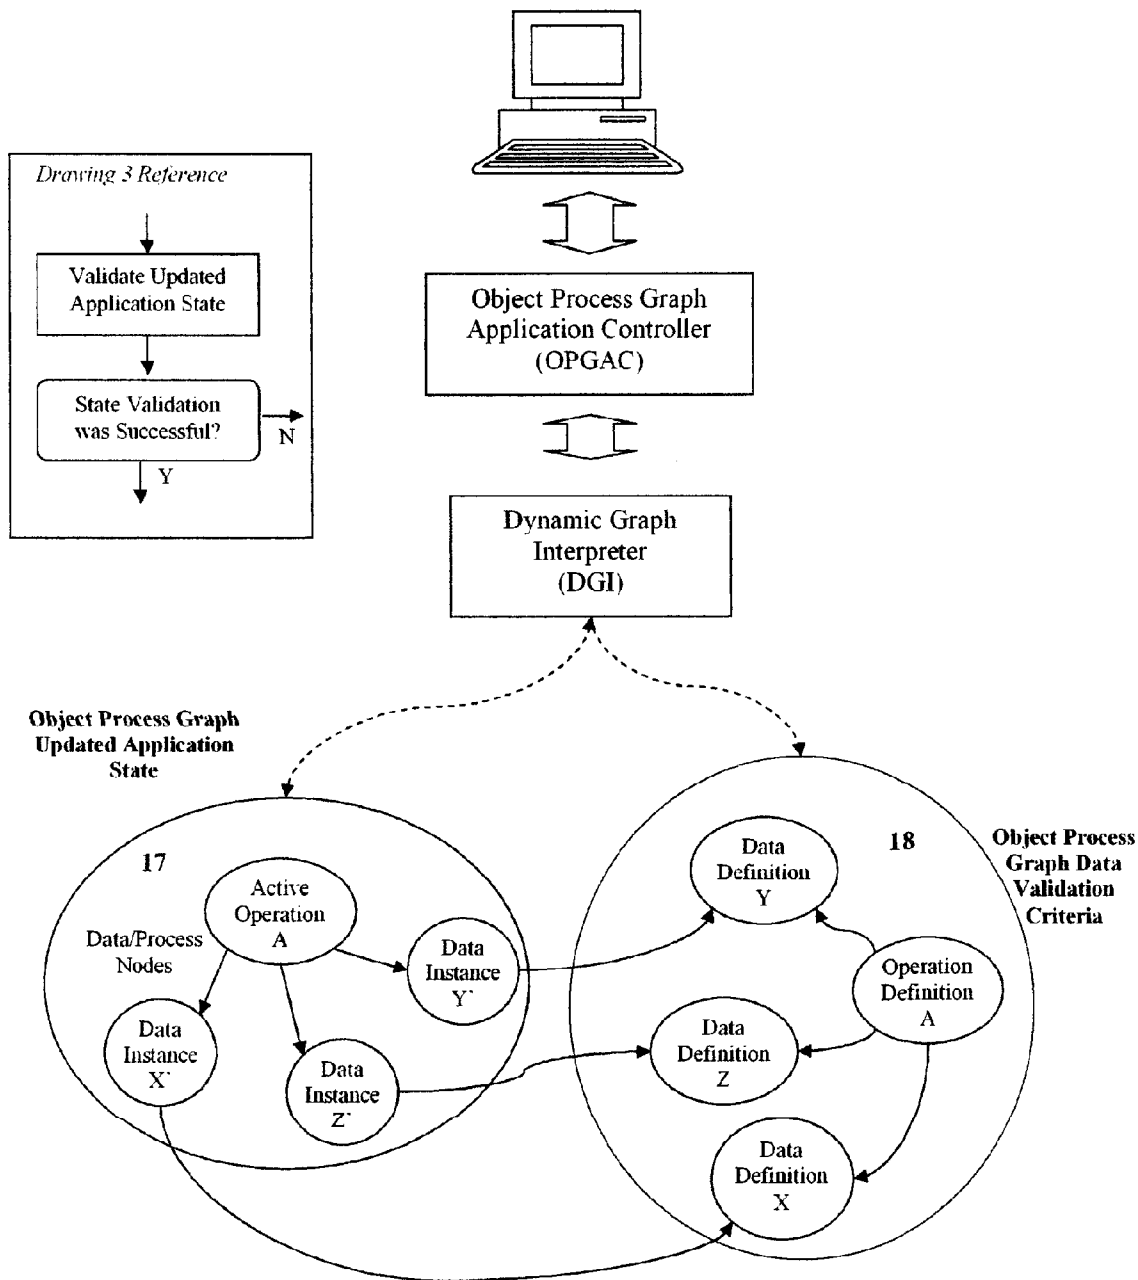 Drawing 3 Reference
Validate Updated
Application State
State Validation
was Successful?
N
Y
Object Process Graph
Application Controller
(OPGAC)
Dynamic Graph
Interpreter
(DGI)
Object Process Graph
Updated Application
State
17
Active
Operation
A
Data/Process
Nodes
Data
Instance
Y`
Data
Instance
X`
Data
Instance
Z`
18
Object Process
Graph Data
Validation
Criteria
Data
Definition
Y
Operation
Definition
A
Data
Definition
Z
Data
Definition
X